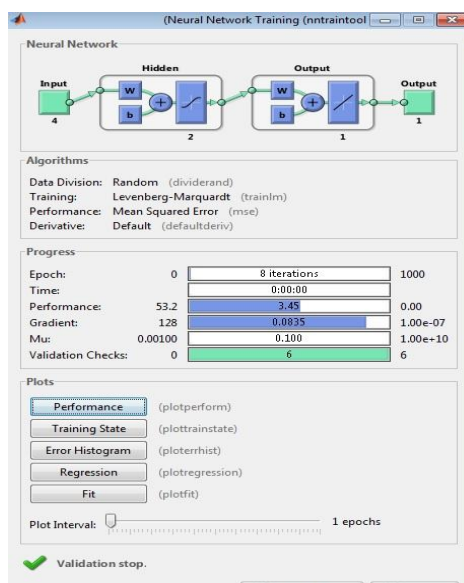 (Neural Network Training (nntraintool
Neural Network
Hidden
Output
Input
Output
W
W
b
b
4
2
1
1
Algorithms
Data Division: Random (dividerand)
Training: Levenberg-Marquardt (trainlm)
Performance: Mean Squared Error (mse)
Derivative: Default (defaultderiv)
Progress
Epoch: 0 8 iterations 1000
Time: 0:00:00
Performance: 53.2 3.45 0.00
Gradient: 128 0.0835 1.00e-07
Mu: 0.00100 0.100 1.00e+10
Validation Checks: 0 6 6
Plots
Performance (plotperform)
Training State (plottrainstate)
Error Histogram (ploterrhist)
Regression (plotregression)
Fit (plotfit)
Plot Interval: 1 epochs
Validation stop.